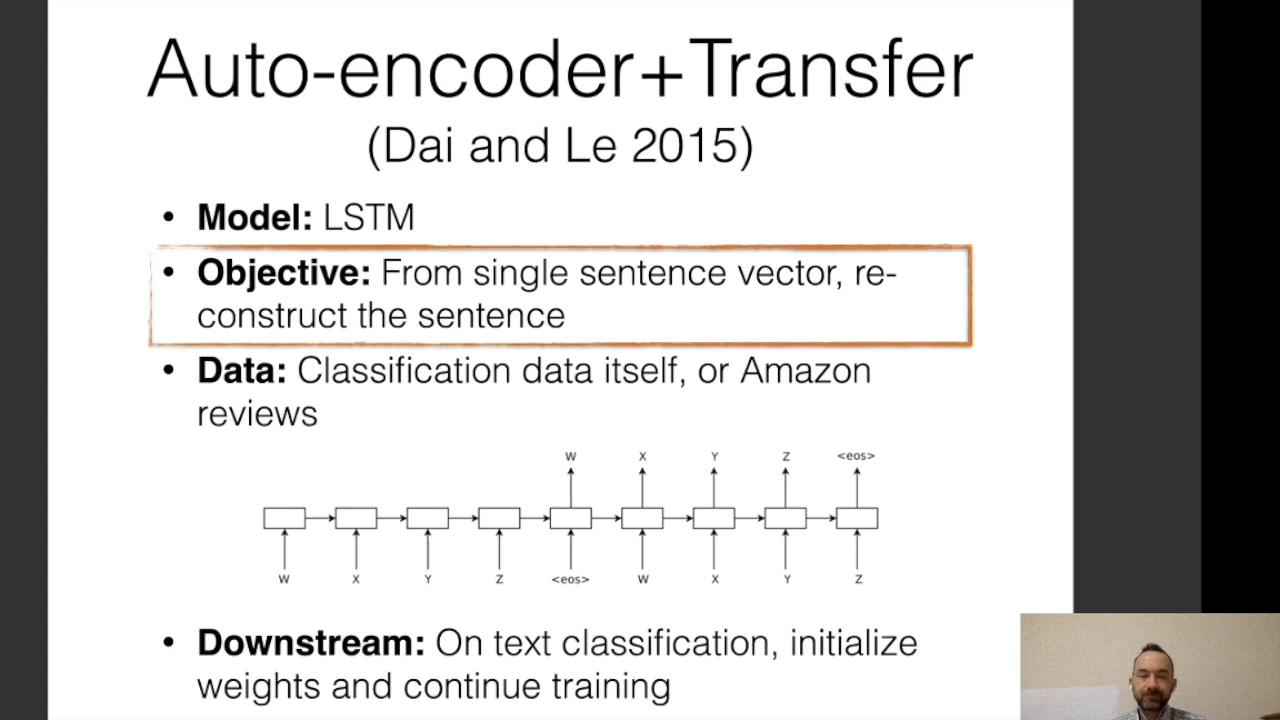 Auto-encoder+Transfer
(Dai and Le 2015)
• Model: LSTM
• Objective: From single sentence vector, re-
construct the sentence
• Data: Classification data itself, or Amazon
reviews
W X Y Z <eos>
W X Y Z <eos> W X Y Z
• Downstream: On text classification, initialize
weights and continue training